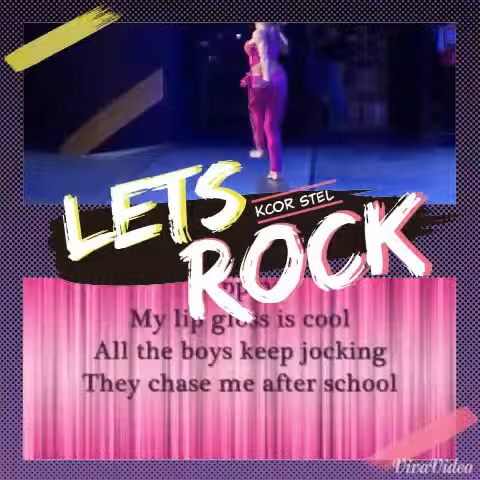 LETS
KCOR STEL
ROCK
My lip gloss is cool
All the boys keep jocking
They chase me after school
VivaVideo